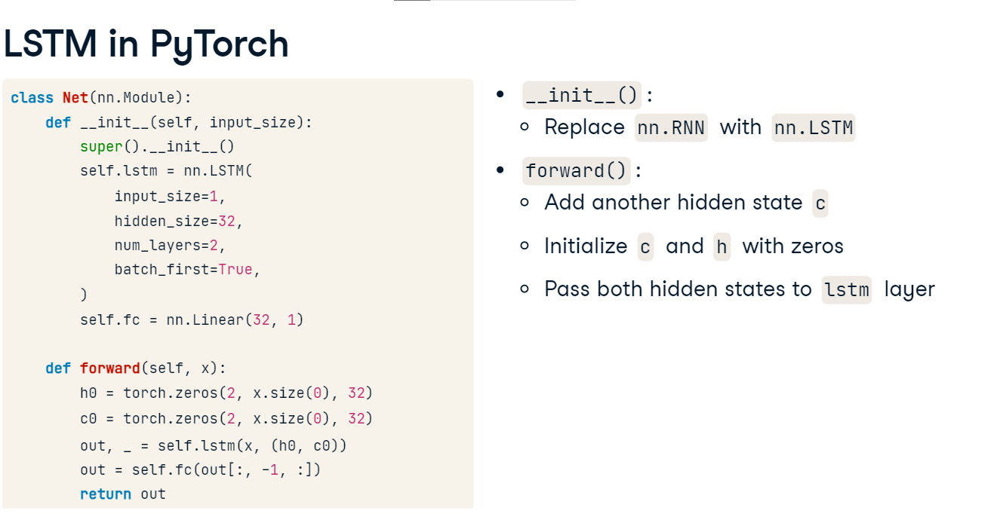 LSTM in PyTorch
class Net(nn.Module):
    def __init__(self, input_size):
        super().__init__()
        self.lstm = nn.LSTM(
            input_size=1,
            hidden_size=32,
            num_layers=2,
            batch_first=True,
        )
        self.fc = nn.Linear(32, 1)

    def forward(self, x):
        h0 = torch.zeros(2, x.size(0), 32)
        c0 = torch.zeros(2, x.size(0), 32)
        out, _ = self.lstm(x, (h0, c0))
        out = self.fc(out[:, -1, :])
        return out
• __init__() :
○ Replace nn.RNN with nn.LSTM
• forward() :
○ Add another hidden state c
○ Initialize c and h with zeros
○ Pass both hidden states to lstm layer